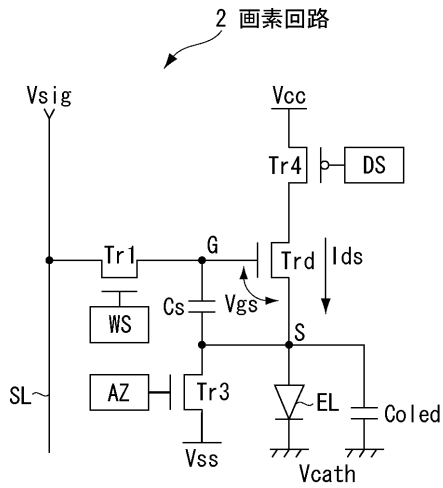 2 画素回路
Vsig
Vcc
Tr4
DS
Tr1
G
Trd
Ids
WS
Cs
Vgs
S
SL
AZ
Tr3
EL
Coled
Vss
Vcath